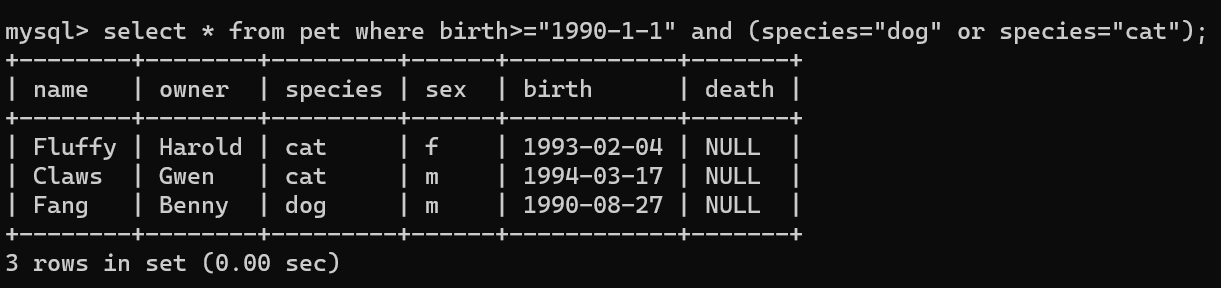 mysql> select * from pet where birth>="1990-1-1" and (species="dog" or species="cat");
+--------+--------+---------+------+------------+-------+
| name   | owner  | species | sex  | birth      | death |
+--------+--------+---------+------+------------+-------+
| Fluffy | Harold | cat     | f    | 1993-02-04 | NULL  |
| Claws  | Gwen   | cat     | m    | 1994-03-17 | NULL  |
| Fang   | Benny  | dog     | m    | 1990-08-27 | NULL  |
+--------+--------+---------+------+------------+-------+
3 rows in set (0.00 sec)